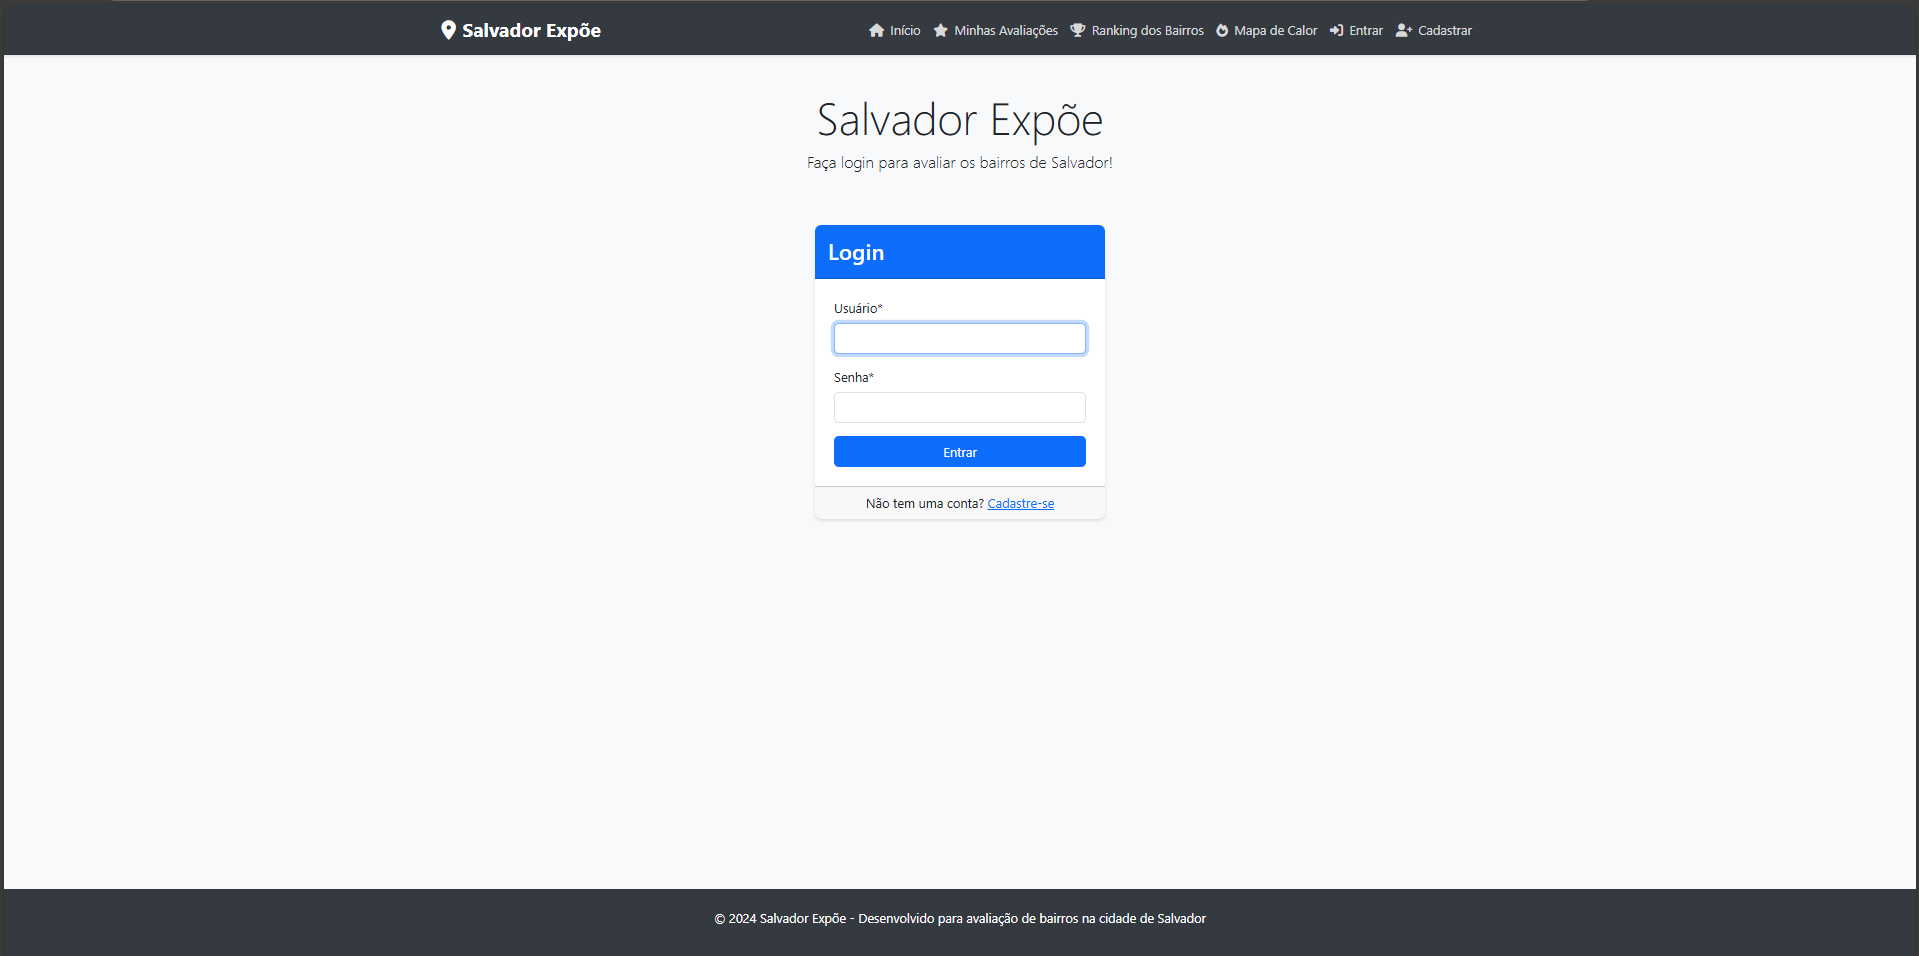 Salvador Expõe
Início Minhas Avaliações Ranking dos Bairros Mapa de Calor Entrar Cadastrar
Salvador Expõe
Faça login para avaliar os bairros de Salvador!
Login
Usuário*
Senha*
Entrar
Não tem uma conta? Cadastre-se
© 2024 Salvador Expõe - Desenvolvido para avaliação de bairros na cidade de Salvador